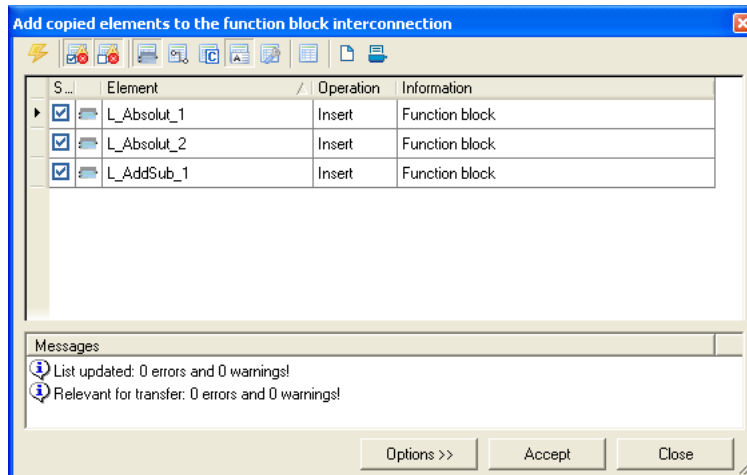 Add copied elements to the function block interconnection
S... Element Operation Information
L_Absolut_1 Insert Function block
L_Absolut_2 Insert Function block
L_AddSub_1 Insert Function block
Messages
List updated: 0 errors and 0 warnings!
Relevant for transfer: 0 errors and 0 warnings!
Options >> Accept Close